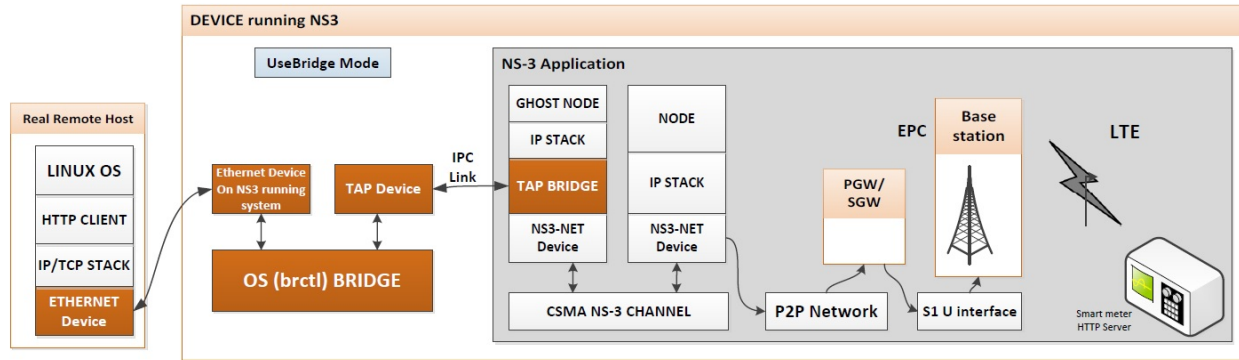 DEVICE running NS3
UseBridge Mode
NS-3 Application
Real Remote Host
LINUX OS
HTTP CLIENT
IP/TCP STACK
ETHERNET
Device
Ethernet Device
On NS3 running
system
TAP Device
OS (brctl) BRIDGE
IPC
Link
GHOST NODE
IP STACK
TAP BRIDGE
NS3-NET
Device
NODE
IP STACK
NS3-NET
Device
CSMA NS-3 CHANNEL
P2P Network
PGW/
SGW
S1 U interface
EPC
Base
station
LTE
Smart meter
HTTP Server